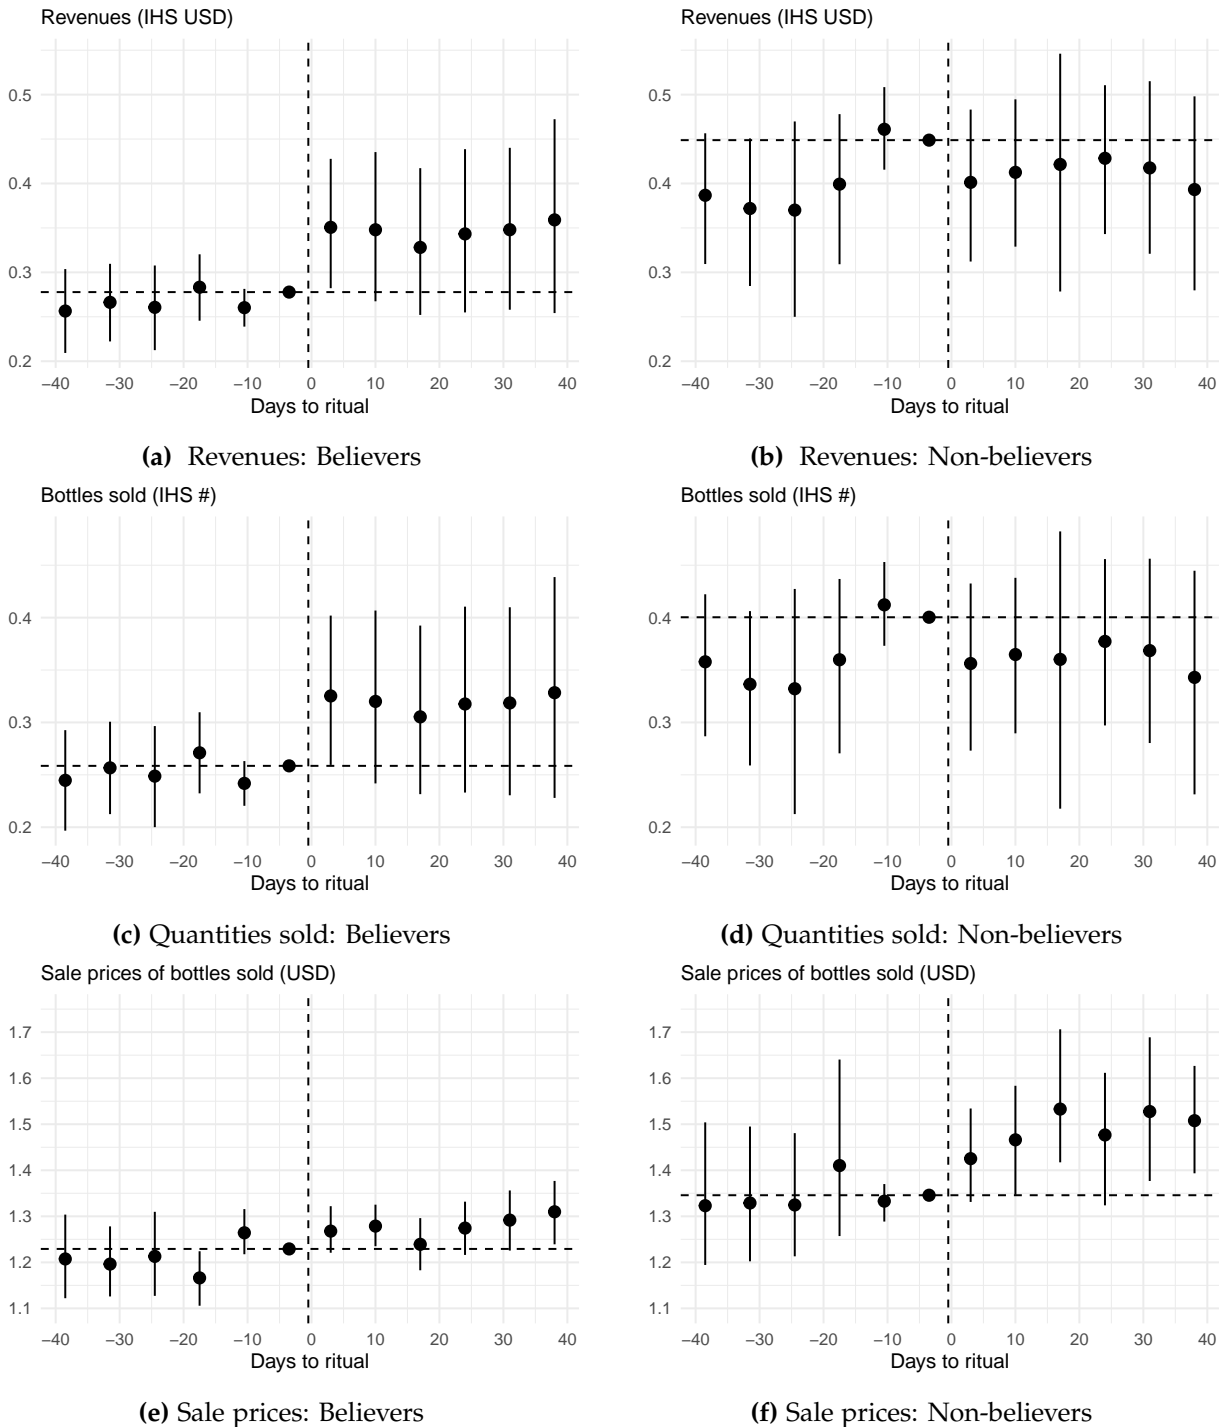 Revenues (IHS USD)
0.5
0.4
0.3
0.2
−40 −30 −20 −10 0 10 20 30 40
Days to ritual
(a) Revenues: Believers
Revenues (IHS USD)
0.5
0.4
0.3
0.2
−40 −30 −20 −10 0 10 20 30 40
Days to ritual
(b) Revenues: Non-believers
Bottles sold (IHS #)
0.4
0.3
0.2
−40 −30 −20 −10 0 10 20 30 40
Days to ritual
(c) Quantities sold: Believers
Bottles sold (IHS #)
0.4
0.3
0.2
−40 −30 −20 −10 0 10 20 30 40
Days to ritual
(d) Quantities sold: Non-believers
Sale prices of bottles sold (USD)
1.7
1.6
1.5
1.4
1.3
1.2
1.1
−40 −30 −20 −10 0 10 20 30 40
Days to ritual
(e) Sale prices: Believers
Sale prices of bottles sold (USD)
1.7
1.6
1.5
1.4
1.3
1.2
1.1
−40 −30 −20 −10 0 10 20 30 40
Days to ritual
(f) Sale prices: Non-believers